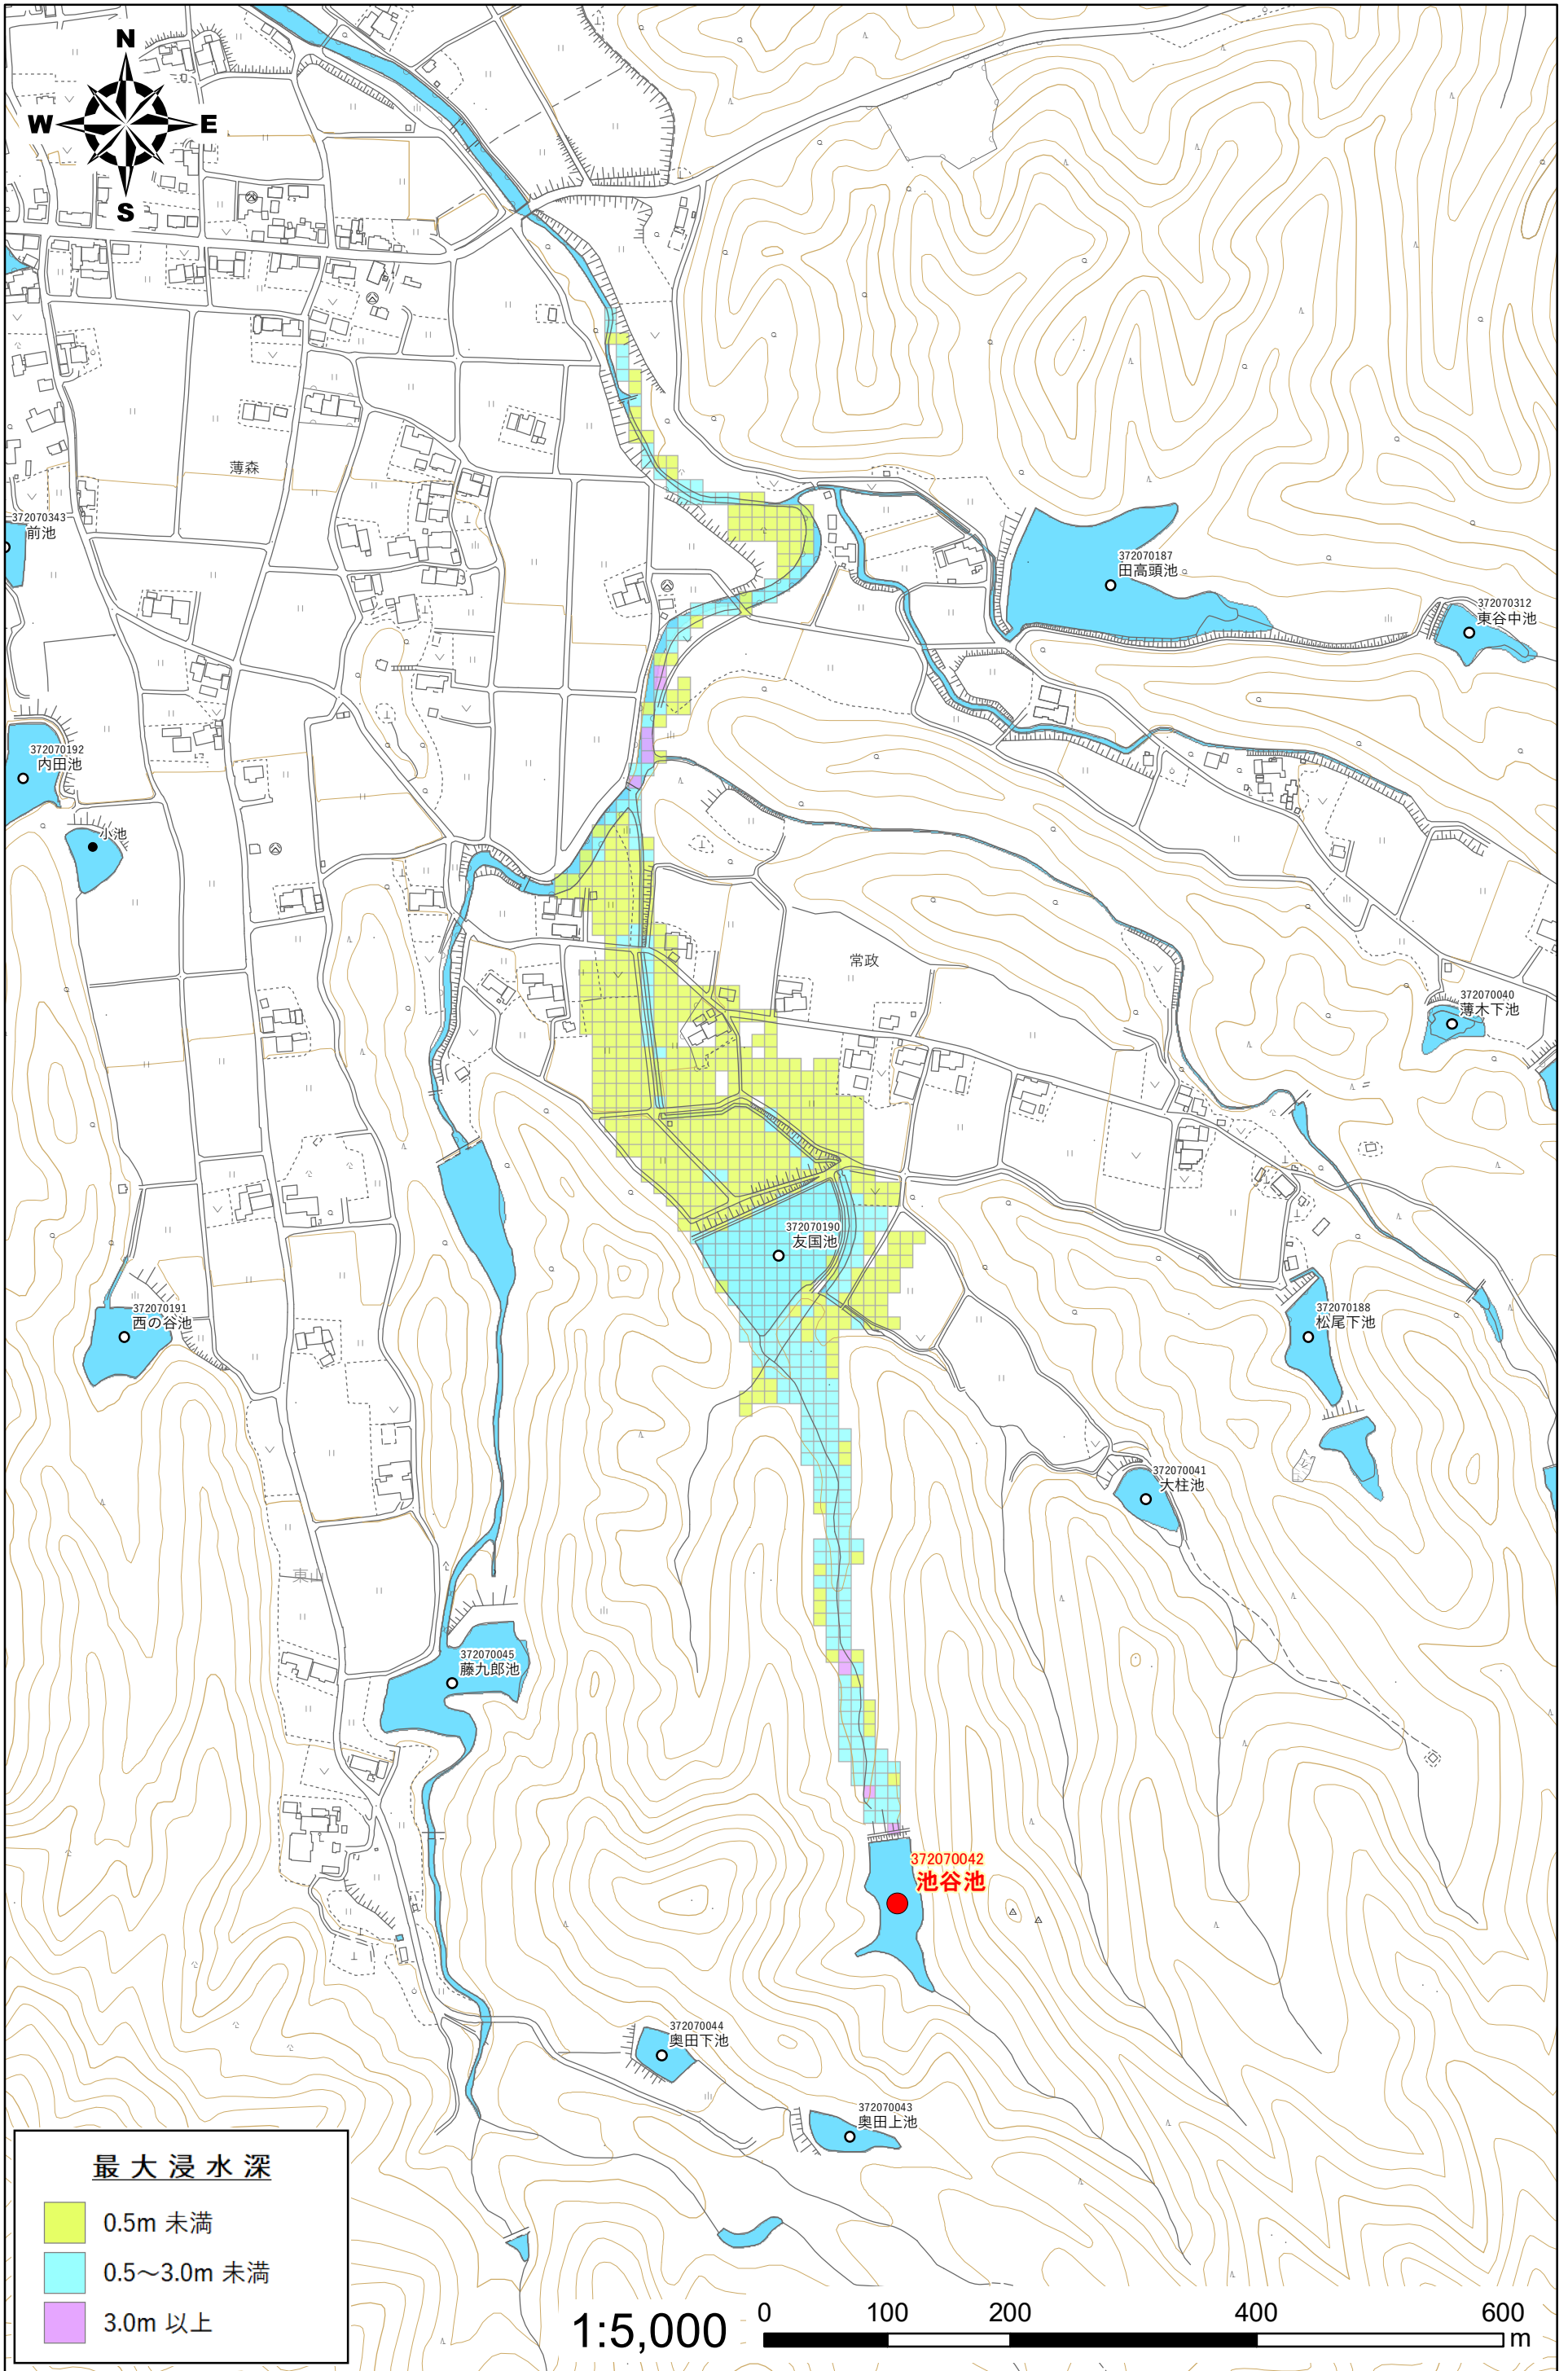 N
W
E
S
薄森
372070343
前池
372070187
田高頭池
372070312
東谷中池
372070192
内田池
小池
常政
372070040
薄木下池
372070190
友国池
372070191
西の谷池
372070188
松尾下池
372070041
大柱池
東山
372070045
藤九郎池
372070042
池谷池
372070044
奥田下池
372070043
奥田上池
最大浸水深
0.5m 未満
0.5～3.0m 未満
3.0m 以上
1:5,000
0 100 200 400 600
m